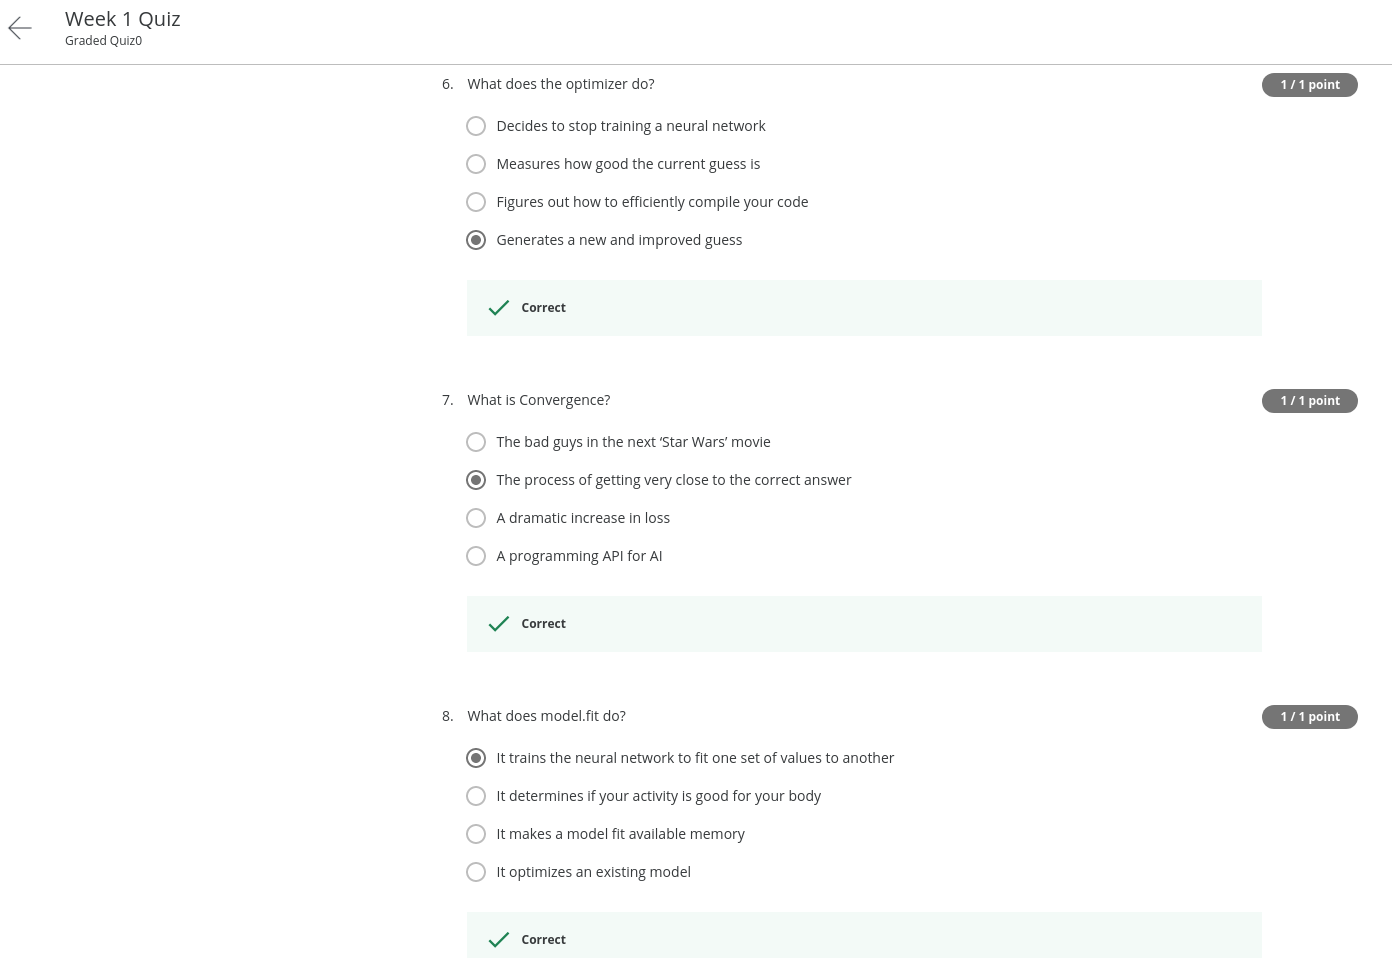 Week 1 Quiz
Graded Quiz0
6. What does the optimizer do?
1 / 1 point
Decides to stop training a neural network
Measures how good the current guess is
Figures out how to efficiently compile your code
Generates a new and improved guess
Correct
7. What is Convergence?
1 / 1 point
The bad guys in the next ‘Star Wars’ movie
The process of getting very close to the correct answer
A dramatic increase in loss
A programming API for AI
Correct
8. What does model.fit do?
1 / 1 point
It trains the neural network to fit one set of values to another
It determines if your activity is good for your body
It makes a model fit available memory
It optimizes an existing model
Correct